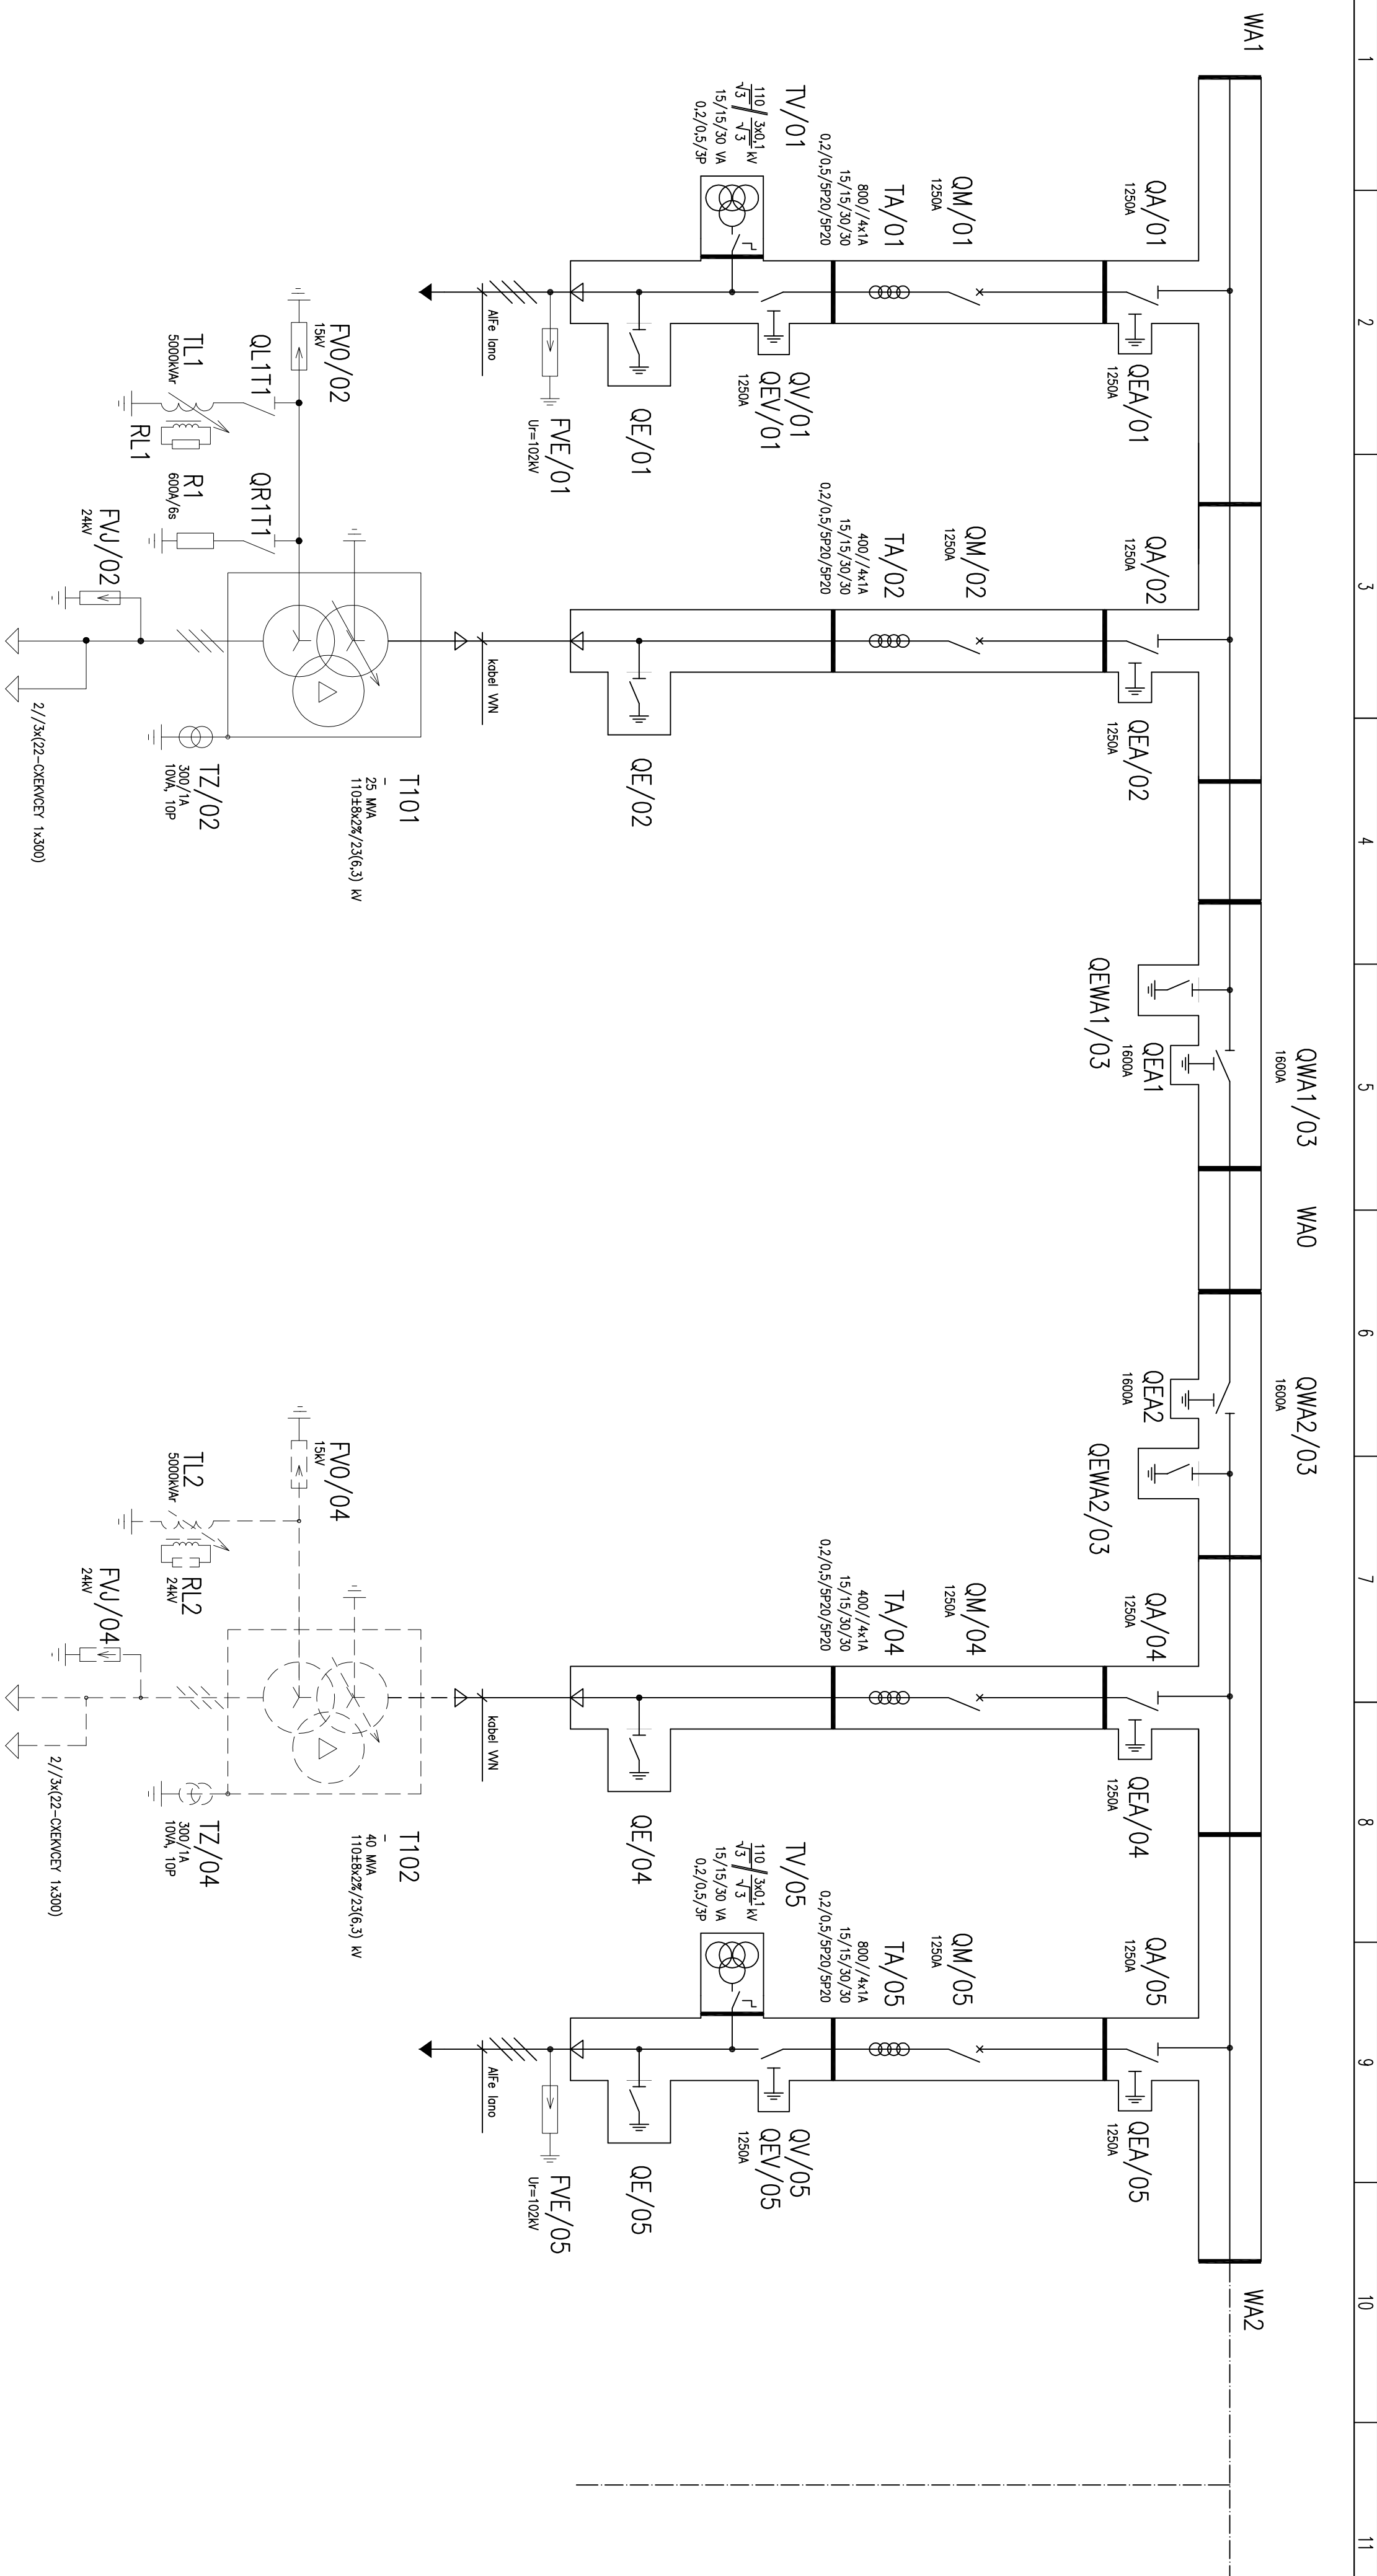 1
2
3
4
5
6
7
8
9
10
11
WA1
QWA1/03
1600A
WA0
QWA2/03
1600A
WA2
QA/01
1250A
QEA/01
1250A
QM/01
1250A
TA/01
800//4x1A
15/15/30/30
0,2/0,5/5P20/5P20
TV/01
110 3x0,1
√3 / √3 kV
15/15/30 VA
0,2/0,5/3P
QV/01
QEV/01
1250A
QE/01
FVE/01
Ur=102kV
AlFe lano
QA/02
1250A
QEA/02
1250A
QM/02
1250A
TA/02
400//4x1A
15/15/30/30
0,2/0,5/5P20/5P20
QE/02
kabel VVN
T101
-
25 MVA
110±8x2%/23(6,3) kV
FV0/02
15kV
QL1T1
TL1
5000kVAr
RL1
QR1T1
R1
600A/6s
FVJ/02
24kV
TZ/02
300/1A
10VA, 10P
2//3x(22-CXEKVCEY 1x300)
QEWA1/03
QEA1
1600A
QEA2
1600A
QEWA2/03
QA/04
1250A
QEA/04
1250A
QM/04
1250A
TA/04
400//4x1A
15/15/30/30
0,2/0,5/5P20/5P20
QE/04
kabel VVN
T102
-
40 MVA
110±8x2%/23(6,3) kV
FV0/04
15kV
TL2
5000kVAr
RL2
24kV
FVJ/04
24kV
TZ/04
300/1A
10VA, 10P
2//3x(22-CXEKVCEY 1x300)
QA/05
1250A
QEA/05
1250A
QM/05
1250A
TA/05
800//4x1A
15/15/30/30
0,2/0,5/5P20/5P20
TV/05
110 3x0,1
√3 / √3 kV
15/15/30 VA
0,2/0,5/3P
QV/05
QEV/05
1250A
QE/05
FVE/05
Ur=102kV
AlFe lano